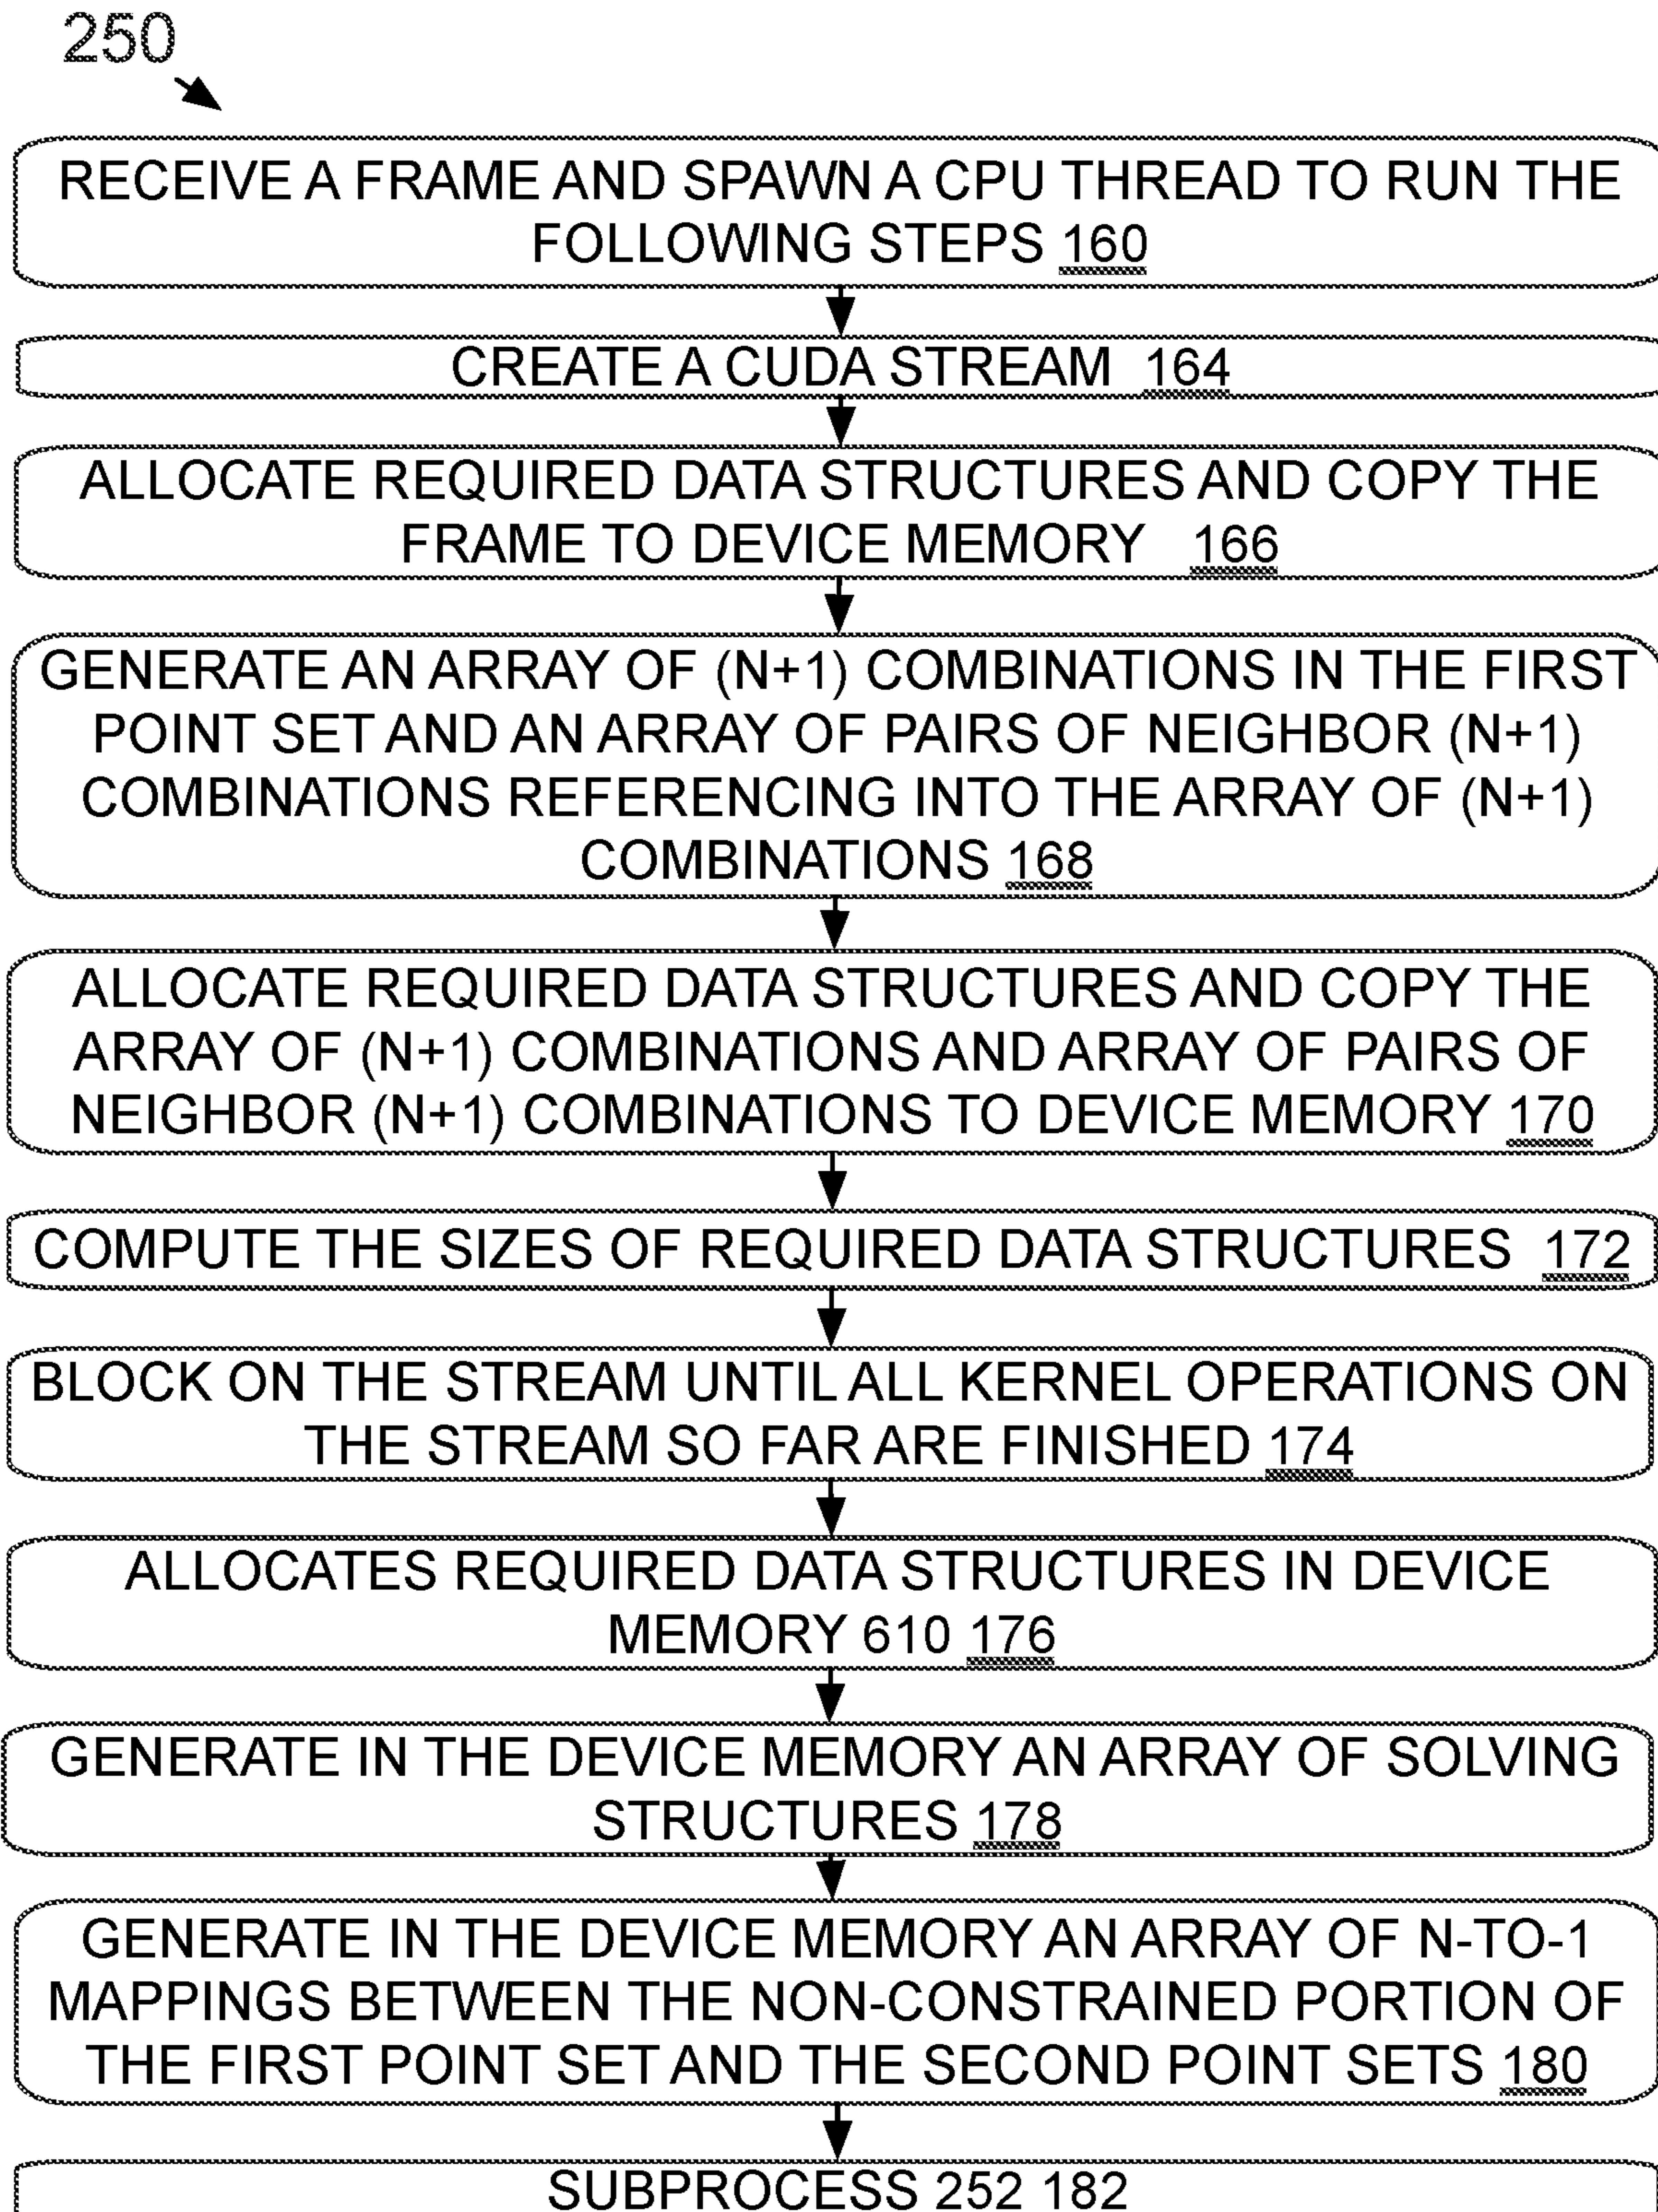 250
RECEIVE A FRAME AND SPAWN A CPU THREAD TO RUN THE
FOLLOWING STEPS 160
CREATE A CUDA STREAM 164
ALLOCATE REQUIRED DATA STRUCTURES AND COPY THE
FRAME TO DEVICE MEMORY 166
GENERATE AN ARRAY OF (N+1) COMBINATIONS IN THE FIRST
POINT SET AND AN ARRAY OF PAIRS OF NEIGHBOR (N+1)
COMBINATIONS REFERENCING INTO THE ARRAY OF (N+1)
COMBINATIONS 168
ALLOCATE REQUIRED DATA STRUCTURES AND COPY THE
ARRAY OF (N+1) COMBINATIONS AND ARRAY OF PAIRS OF
NEIGHBOR (N+1) COMBINATIONS TO DEVICE MEMORY 170
COMPUTE THE SIZES OF REQUIRED DATA STRUCTURES 172
BLOCK ON THE STREAM UNTIL ALL KERNEL OPERATIONS ON
THE STREAM SO FAR ARE FINISHED 174
ALLOCATES REQUIRED DATA STRUCTURES IN DEVICE
MEMORY 610 176
GENERATE IN THE DEVICE MEMORY AN ARRAY OF SOLVING
STRUCTURES 178
GENERATE IN THE DEVICE MEMORY AN ARRAY OF N-TO-1
MAPPINGS BETWEEN THE NON-CONSTRAINED PORTION OF
THE FIRST POINT SET AND THE SECOND POINT SETS 180
SUBPROCESS 252 182